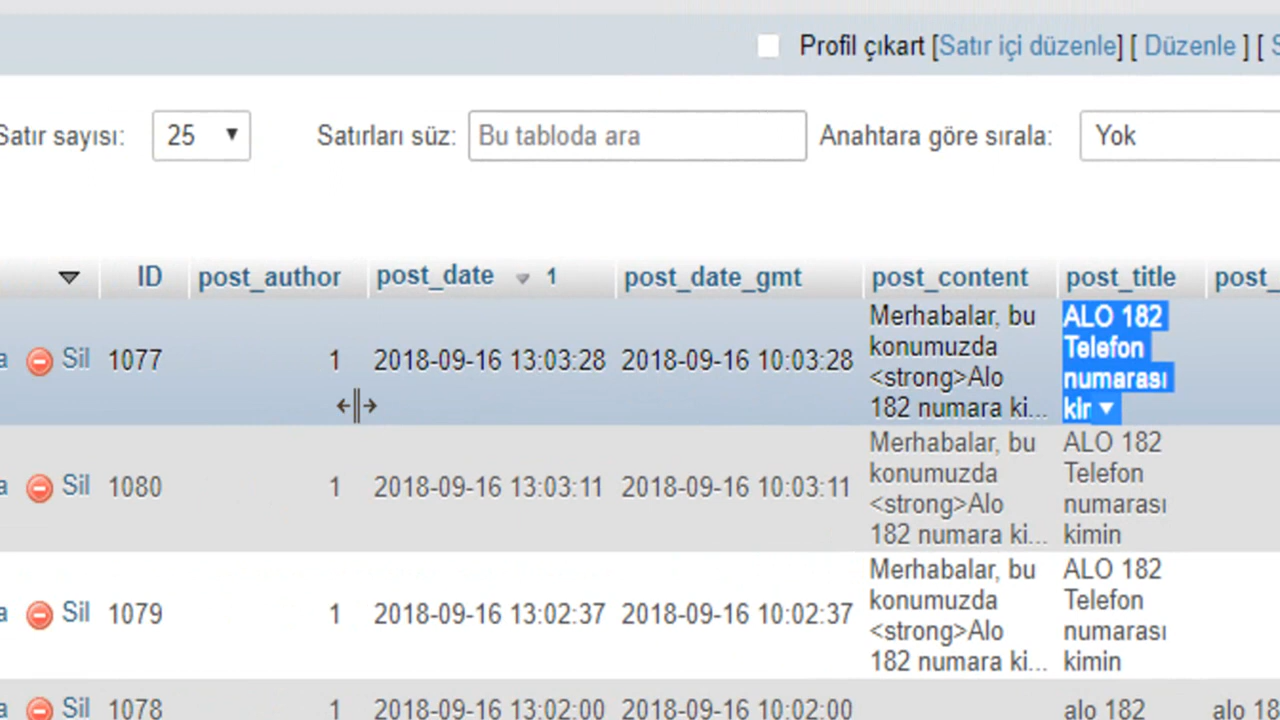 Profil çıkart [Satır içi düzenle] [ Düzenle ] [ S
Satır sayısı: 25 ▼ Satırları süz: Bu tabloda ara Anahtara göre sırala: Yok
ID post_author post_date 1 post_date_gmt post_content post_title post_
a Sil 1077 1 2018-09-16 13:03:28 2018-09-16 10:03:28
Merhabalar, bu
konumuzda
<strong>Alo
182 numara ki...
ALO 182
Telefon
numarası
kir
a Sil 1080 1 2018-09-16 13:03:11 2018-09-16 10:03:11
Merhabalar, bu
konumuzda
<strong>Alo
182 numara ki...
ALO 182
Telefon
numarası
kimin
a Sil 1079 1 2018-09-16 13:02:37 2018-09-16 10:02:37
Merhabalar, bu
konumuzda
<strong>Alo
182 numara ki...
ALO 182
Telefon
numarası
kimin
a Sil 1078 1 2018-09-16 13:02:00 2018-09-16 10:02:00 alo 182 alo 18